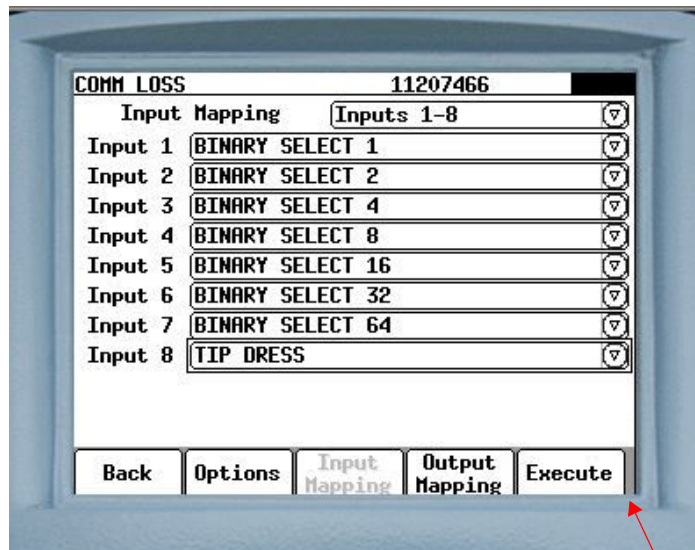 COMM LOSS 11207466
Input Mapping Inputs 1-8
Input 1 BINARY SELECT 1
Input 2 BINARY SELECT 2
Input 3 BINARY SELECT 4
Input 4 BINARY SELECT 8
Input 5 BINARY SELECT 16
Input 6 BINARY SELECT 32
Input 7 BINARY SELECT 64
Input 8 TIP DRESS
Back Options Input Mapping Output Mapping Execute